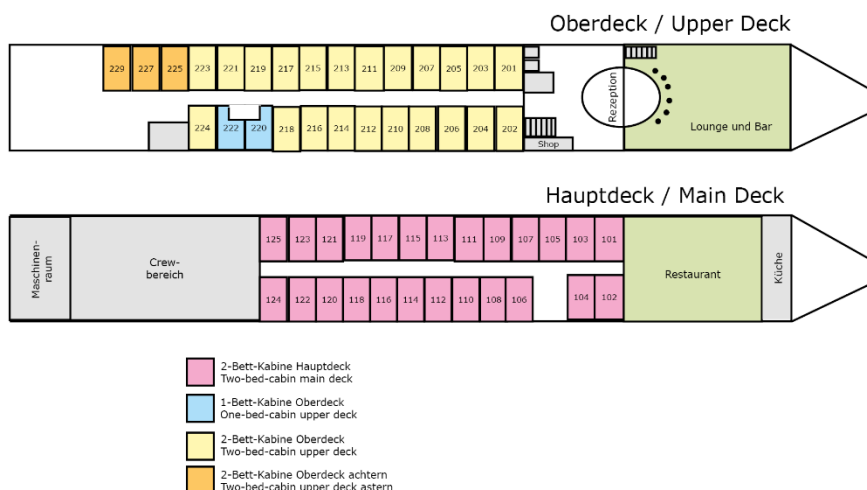 Oberdeck / Upper Deck
229 227 225 223 221 219 217 215 213 211 209 207 205 203 201
224 222 220 218 216 214 212 210 208 206 204 202
Shop
Rezeption
Lounge und Bar
Hauptdeck / Main Deck
Maschinen-
raum
Crew-
bereich
125 123 121 119 117 115 113 111 109 107 105 103 101
124 122 120 118 116 114 112 110 108 106 104 102
Restaurant
Küche
2-Bett-Kabine Hauptdeck
Two-bed-cabin main deck
1-Bett-Kabine Oberdeck
One-bed-cabin upper deck
2-Bett-Kabine Oberdeck
Two-bed-cabin upper deck
2-Bett-Kabine Oberdeck achtern
Two-bed-cabin upper deck astern